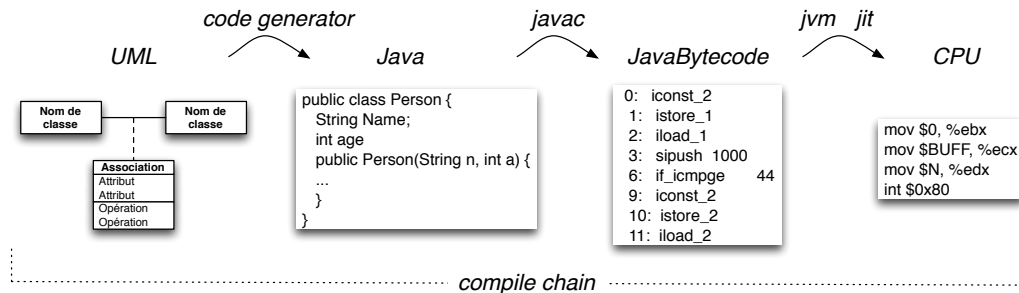 code generator
javac
jvm jit
UML
Java
JavaBytecode
CPU
Nom de
classe
Nom de
classe
Association
Attribut
Attribut
Opération
Opération
public class Person {
String Name;
int age
public Person(String n, int a) {
...
}
}
0: iconst_2
1: istore_1
2: iload_1
3: sipush 1000
6: if_icmpge 44
9: iconst_2
10: istore_2
11: iload_2
mov $0, %ebx
mov $BUFF, %ecx
mov $N, %edx
int $0x80
compile chain